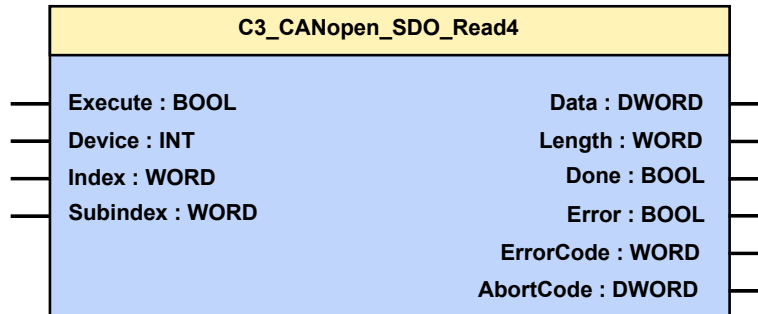 C3_CANopen_SDO_Read4
Execute : BOOL Data : DWORD
Device : INT Length : WORD
Index : WORD Done : BOOL
Subindex : WORD Error : BOOL
ErrorCode : WORD
AbortCode : DWORD